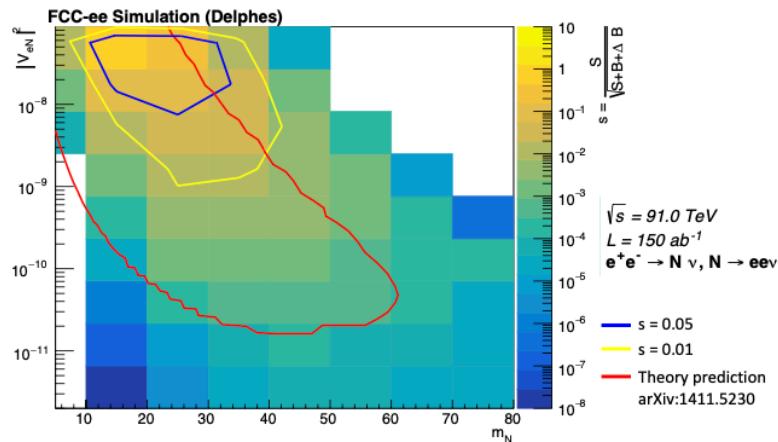 FCC-ee Simulation (Delphes)
|V_eN|²
10⁻⁸
10⁻⁹
10⁻¹⁰
10⁻¹¹
10 20 30 40 50 60 70 80
m_N
10
1
10⁻¹
10⁻²
10⁻³
10⁻⁴
10⁻⁵
10⁻⁶
10⁻⁷
10⁻⁸
s = S / √S+B+Δ B
√s = 91.0 TeV
L = 150 ab⁻¹
e⁺e⁻ → N ν, N → eeν
s = 0.05
s = 0.01
Theory prediction
arXiv:1411.5230